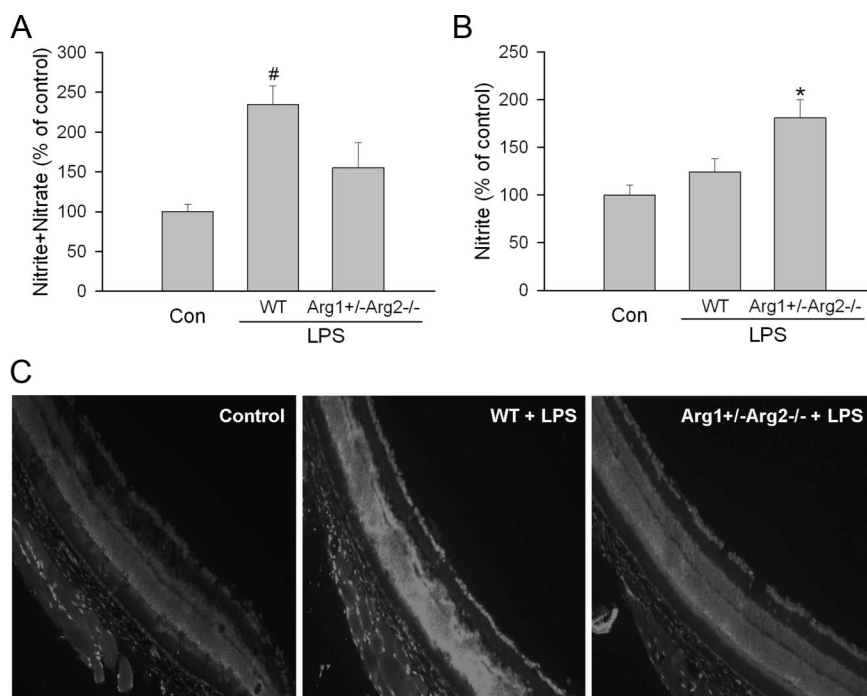 A
Nitrite+Nitrate (% of control)
300
250
200
150
100
50
0
#
Con
WT
Arg1+/-Arg2-/-
LPS
B
Nitrite (% of control)
250
200
150
100
50
0
*
Con
WT
Arg1+/-Arg2-/-
LPS
C
Control
WT + LPS
Arg1+/-Arg2-/- + LPS